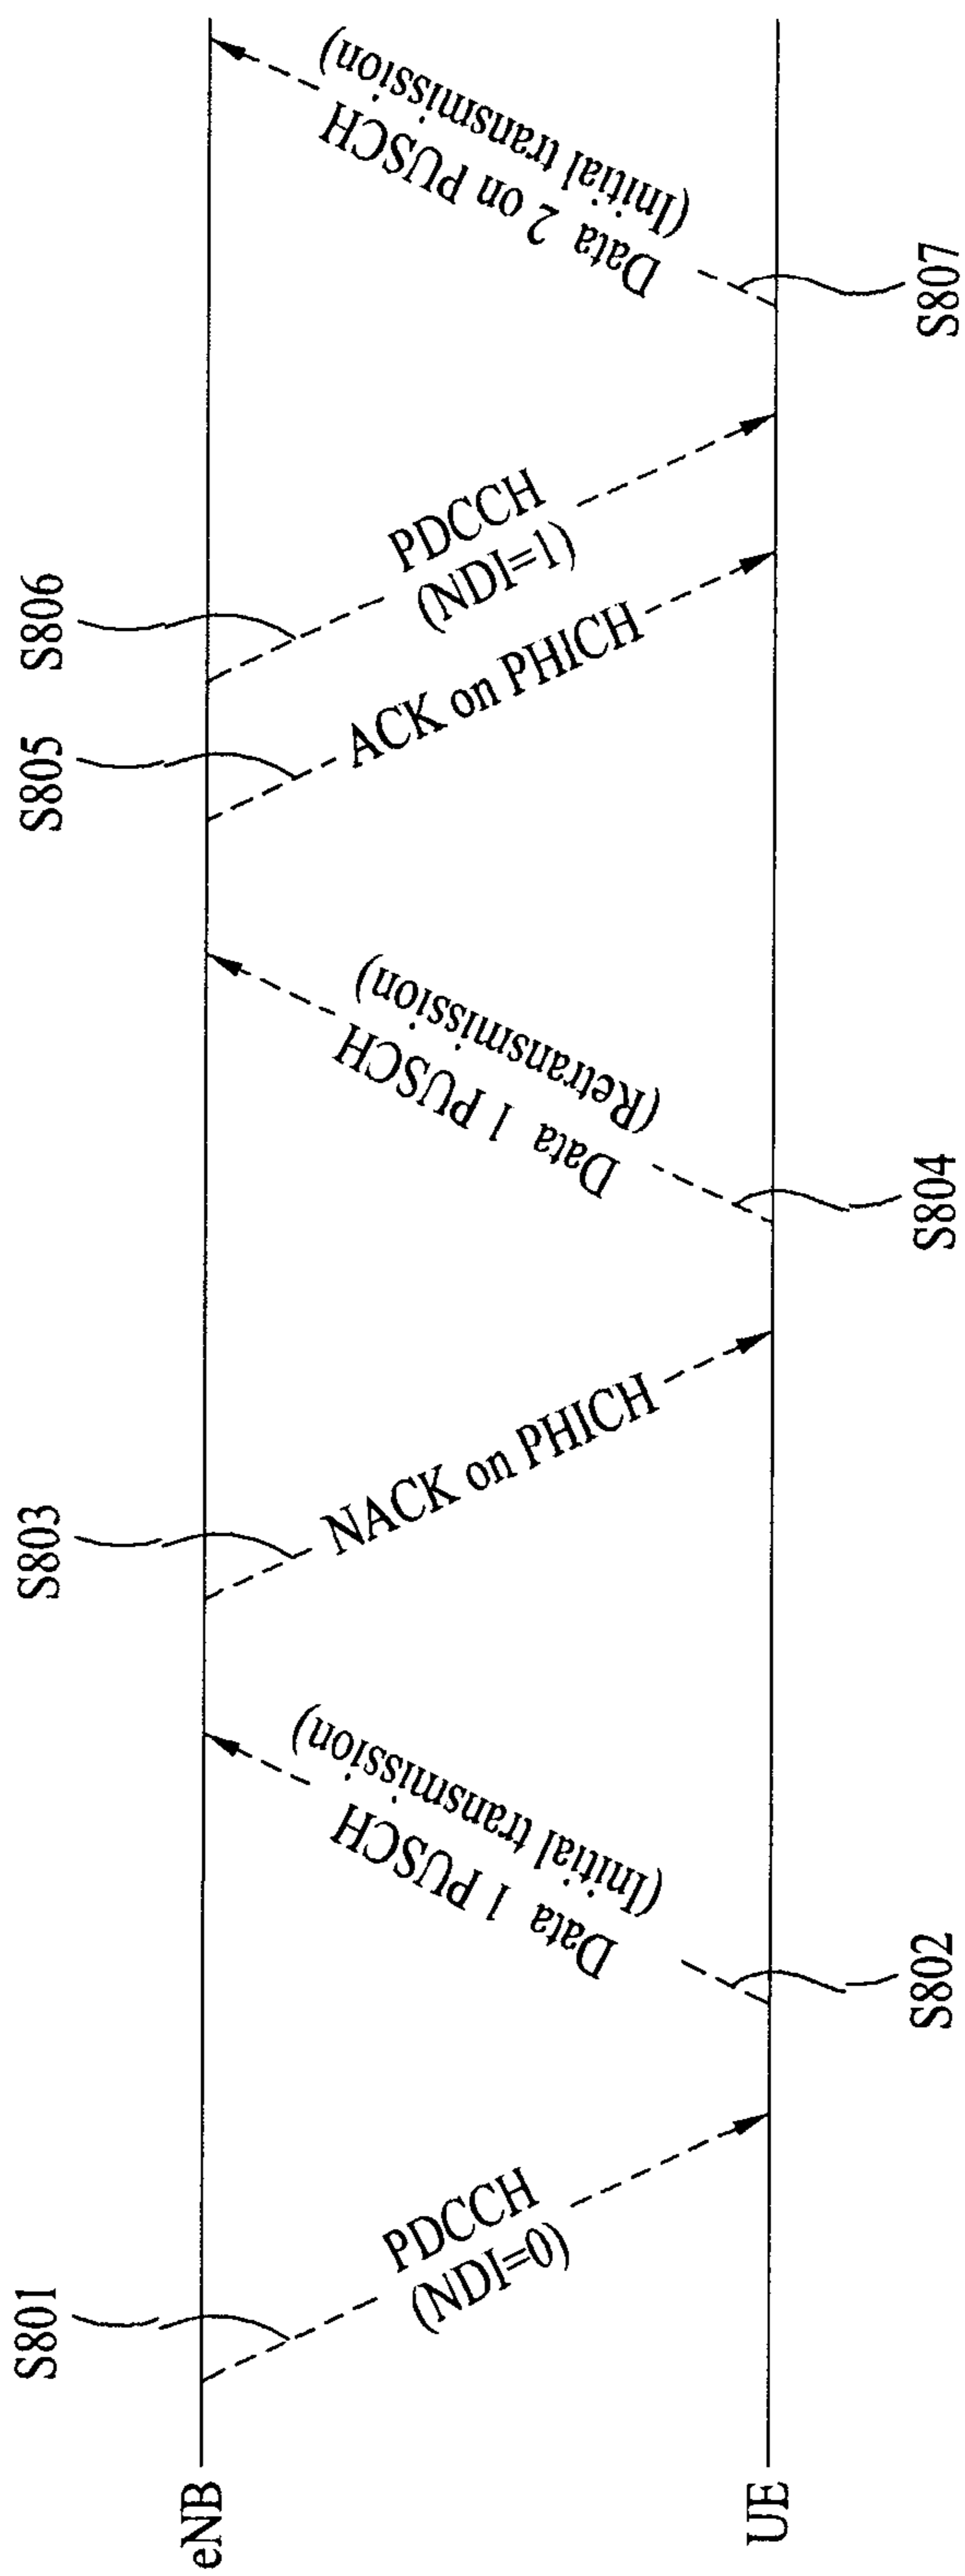 eNB
UE
S801
PDCCH
(NDI=0)
S802
Data 1 PUSCH
(Initial transmission)
S803
NACK on PHICH
S804
Data 1 PUSCH
(Retransmission)
S805
ACK on PHICH
S806
PDCCH
(NDI=1)
S807
Data 2 on PUSCH
(Initial transmission)